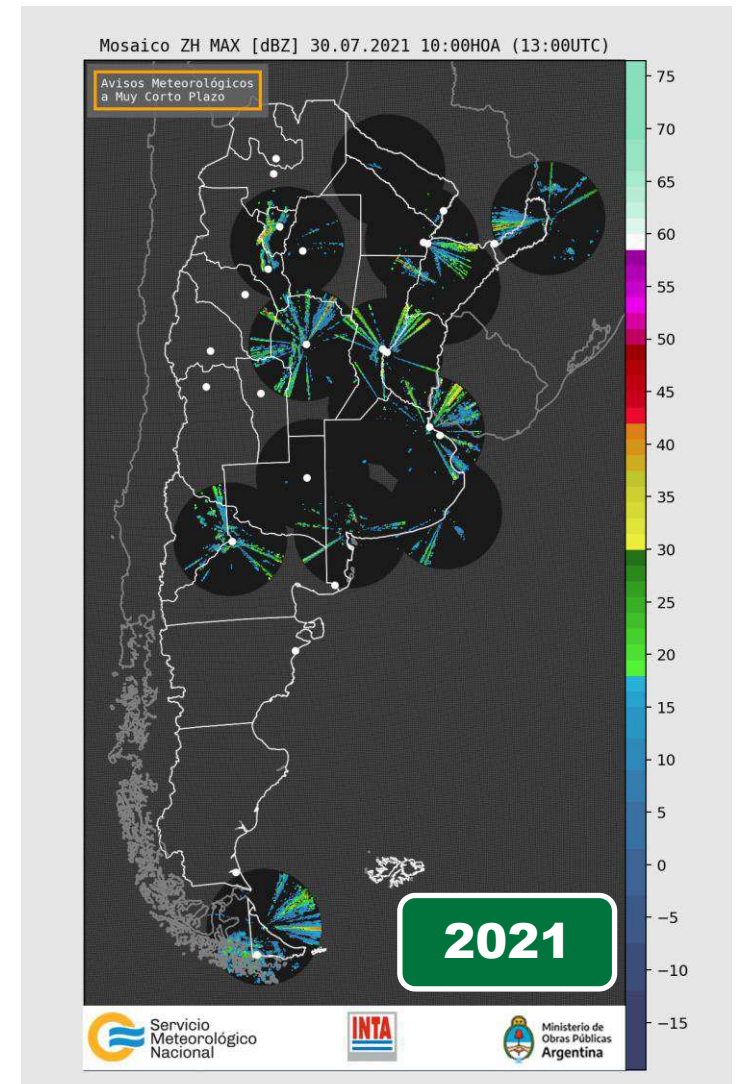 Mosaico ZH MAX [dBZ] 30.07.2021 10:00HOA (13:00UTC)
Avisos Meteorológicos
a Muy Corto Plazo
75
70
65
60
55
50
45
40
35
30
25
20
15
10
5
0
−5
−10
−15
2021
Servicio
Meteorológico
Nacional
INTA
Ministerio de
Obras Públicas
Argentina